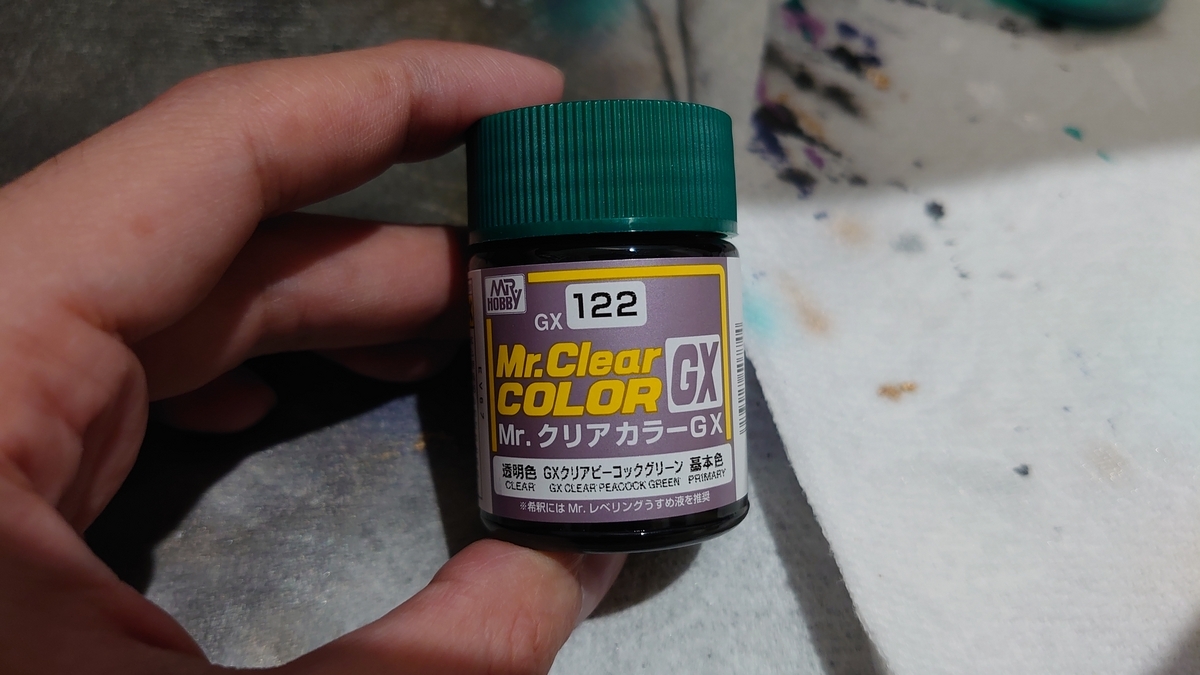 MR
HOBBY
GX 122
Mr.Clear
COLOR GX
Mr.クリアカラーGX
透明色 GXクリアピーコックグリーン 基本色
CLEAR GX CLEAR PEACOCK GREEN PRIMARY
※希釈にはMr.レベリングうすめ液を推奨